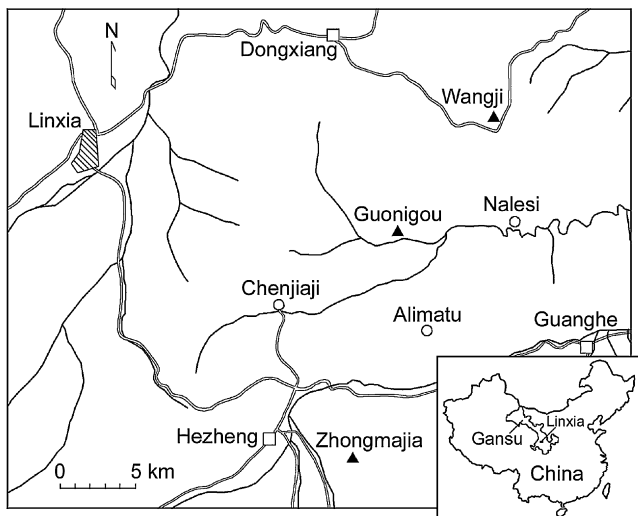 N
Dongxiang
Wangji
Linxia
Nalesi
Guonigou
Chenjiaji
Alimatu
Guanghe
Hezheng
Zhongmajia
0 5 km
Linxia
Gansu
China